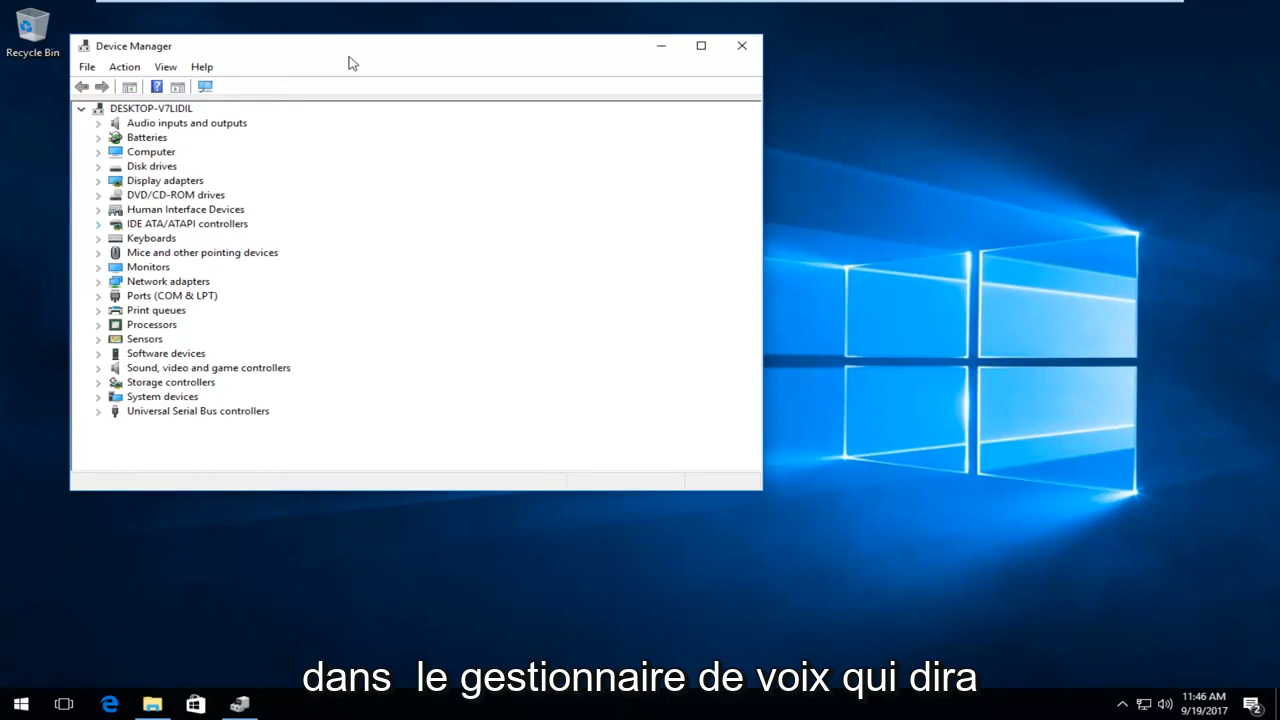 Recycle Bin
Device Manager
File Action View Help
DESKTOP-V7LIDIL
Audio inputs and outputs
Batteries
Computer
Disk drives
Display adapters
DVD/CD-ROM drives
Human Interface Devices
IDE ATA/ATAPI controllers
Keyboards
Mice and other pointing devices
Monitors
Network adapters
Ports (COM & LPT)
Print queues
Processors
Sensors
Software devices
Sound, video and game controllers
Storage controllers
System devices
Universal Serial Bus controllers
dans le gestionnaire de voix qui dira
11:46 AM
9/19/2017
2